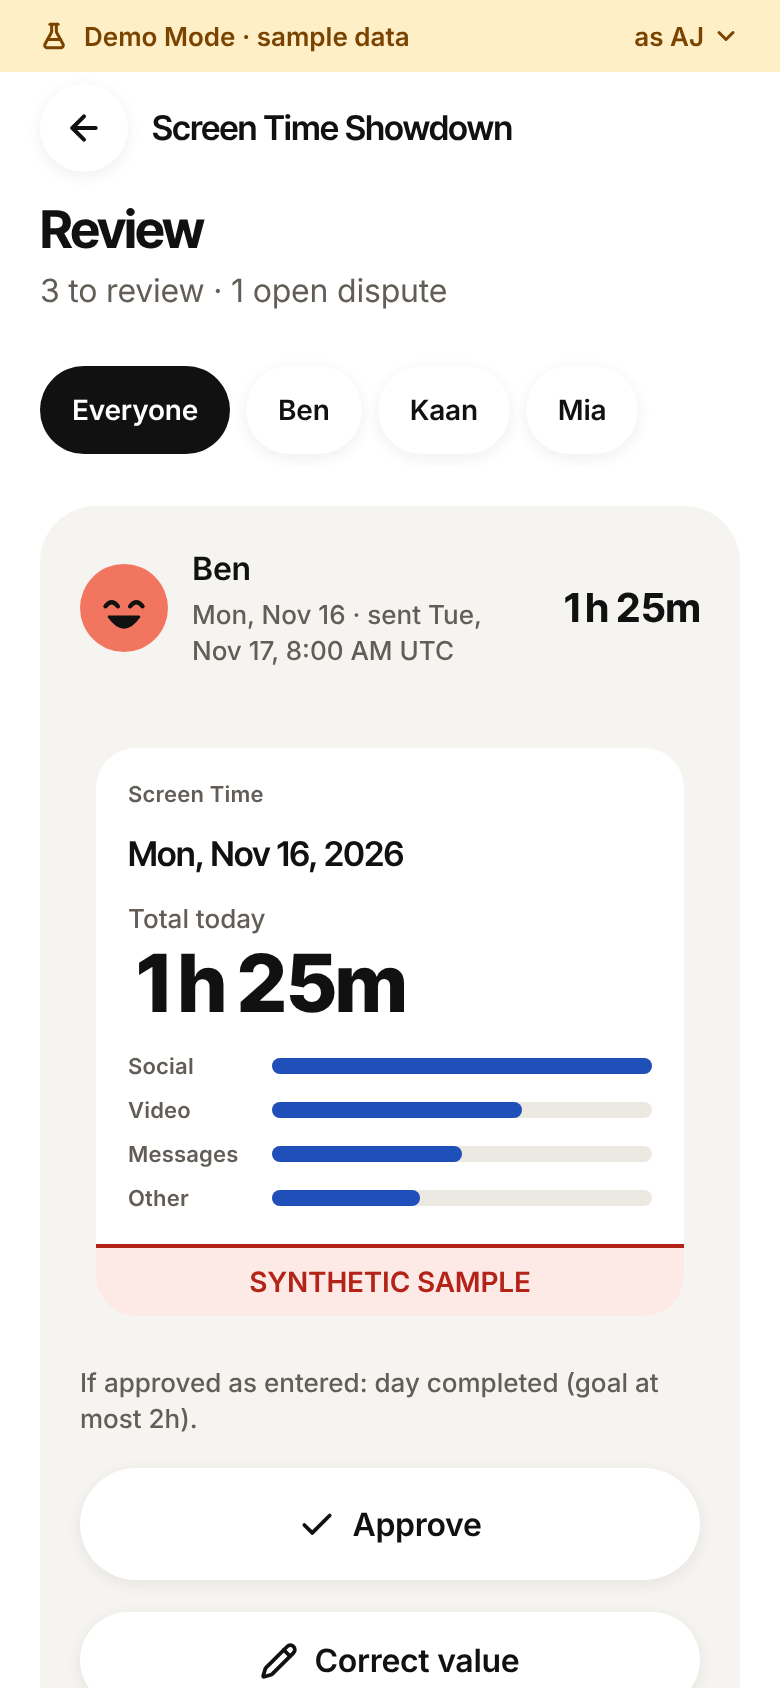 Demo Mode · sample data
as AJ
Screen Time Showdown
Review
3 to review · 1 open dispute
Everyone
Ben
Kaan
Mia
Ben
Mon, Nov 16 · sent Tue,
Nov 17, 8:00 AM UTC
1h 25m
Screen Time
Mon, Nov 16, 2026
Total today
1h 25m
Social
Video
Messages
Other
SYNTHETIC SAMPLE
If approved as entered: day completed (goal at
most 2h).
Approve
Correct value